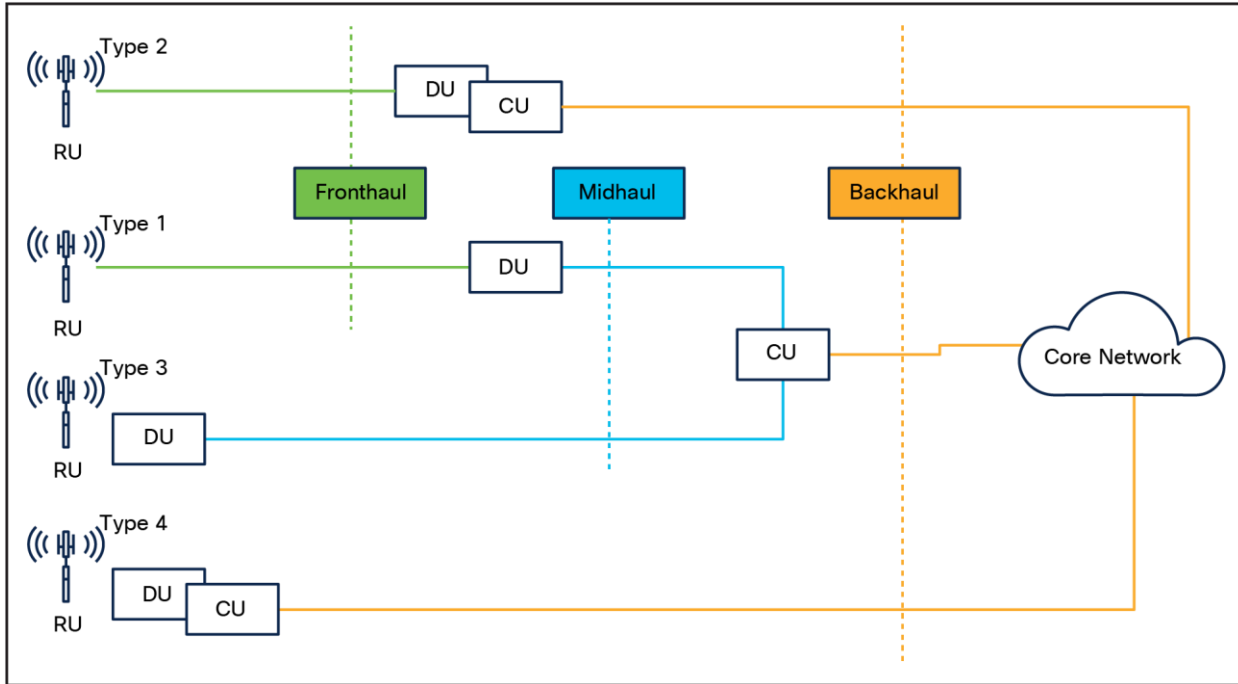 Type 2
DU
CU
RU
Fronthaul
Midhaul
Backhaul
Type 1
DU
RU
CU
Core Network
Type 3
DU
RU
Type 4
DU
CU
RU